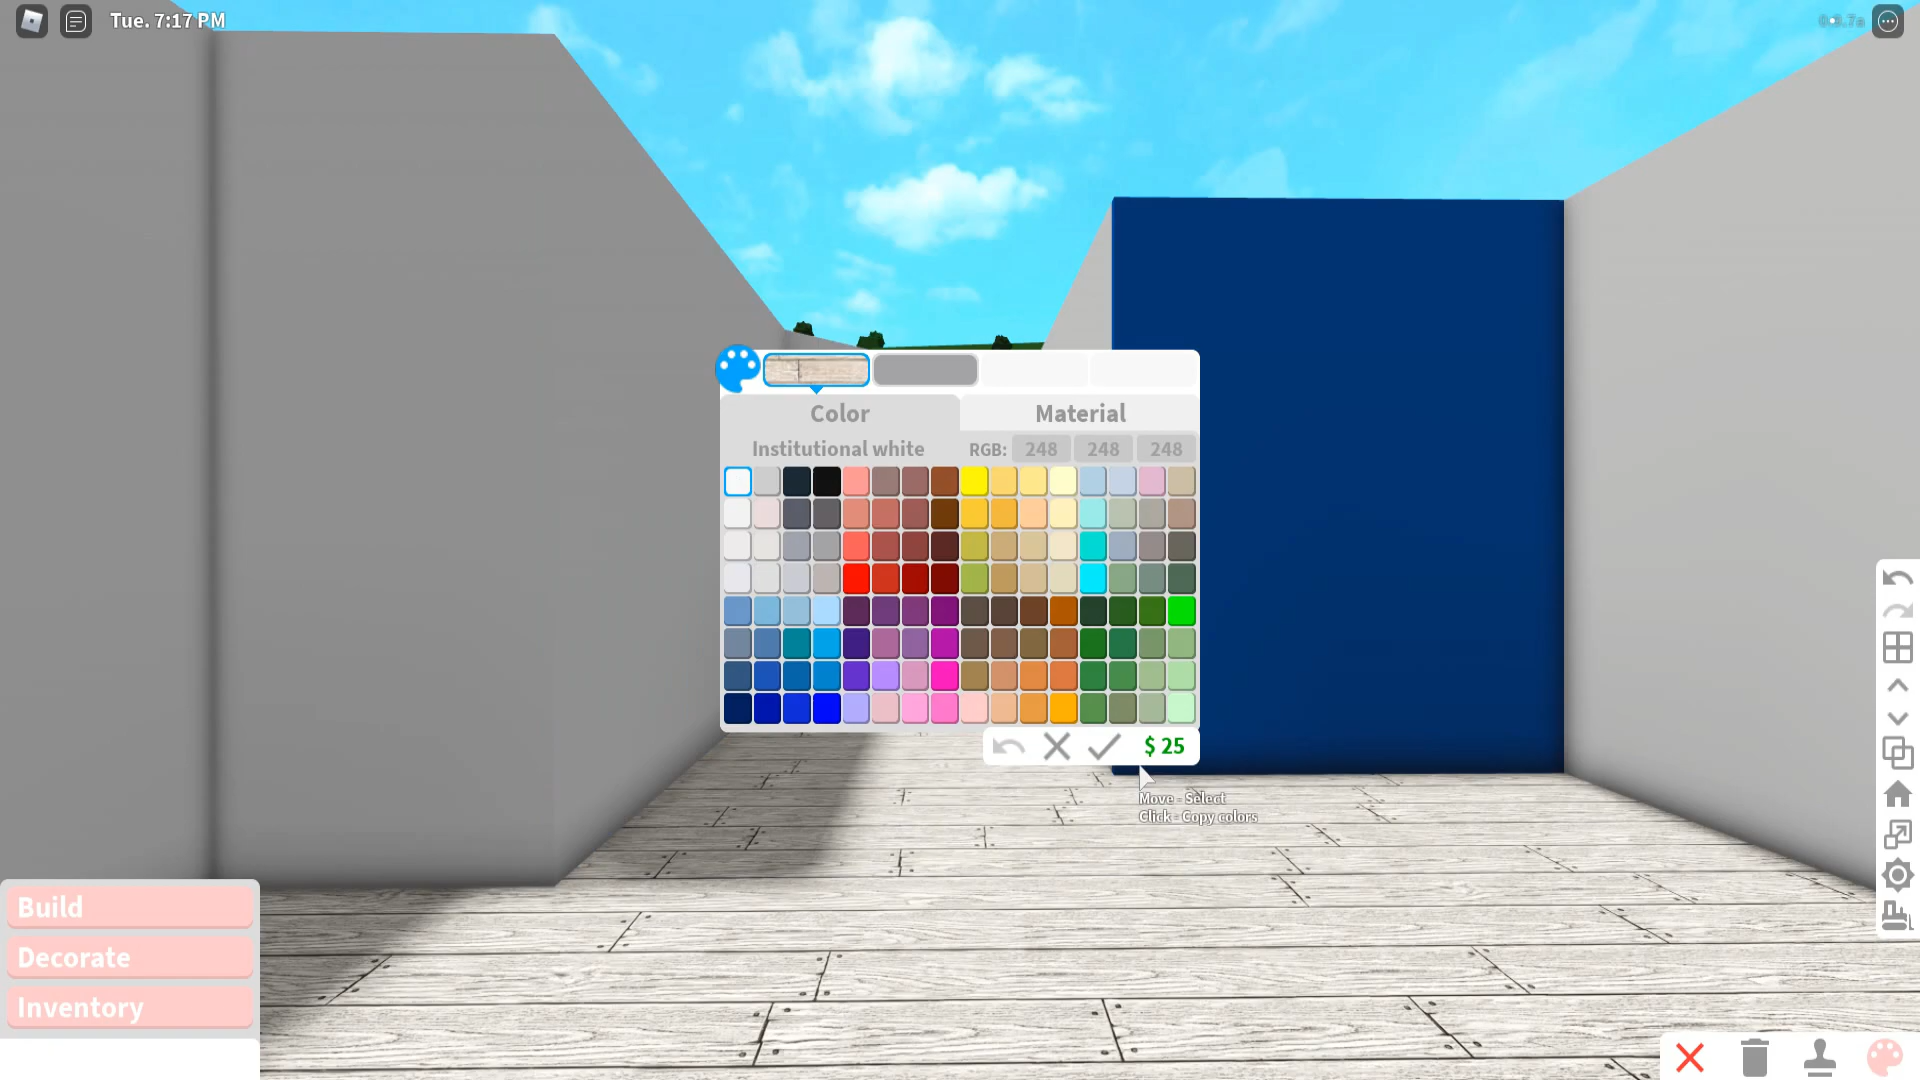 Tue. 7:17 PM
Color
Material
Institutional white
RGB: 248 248 248
$ 25
Move - Select
Click - Copy colors
Build
Decorate
Inventory